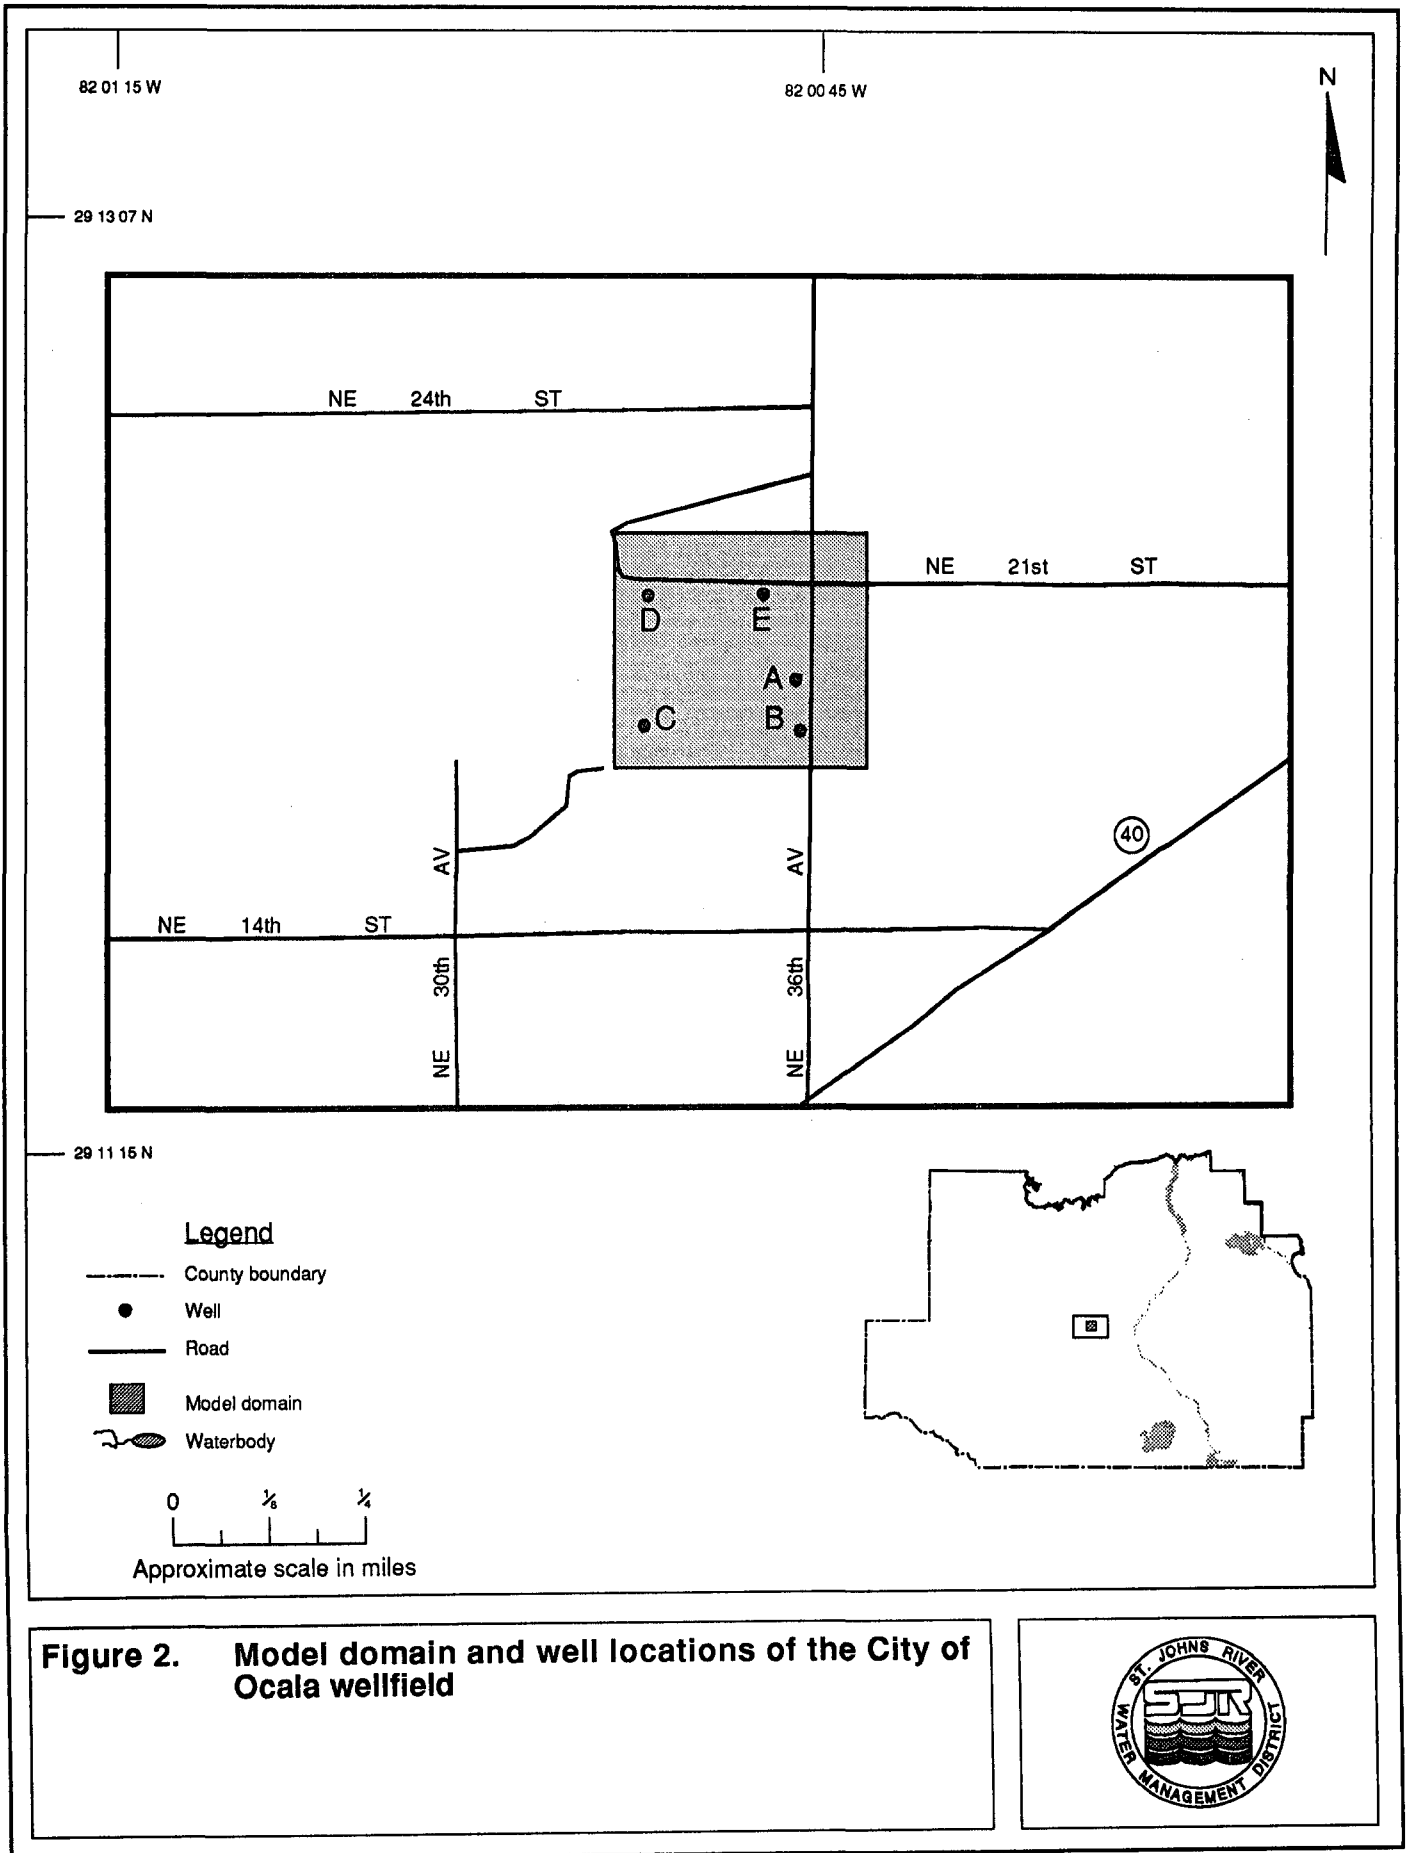 82 01 15 W
82 00 45 W
N
29 13 07 N
NE 24th ST
NE 21st ST
D
E
A
C
B
40
AV
AV
NE 14th ST
30th
36th
NE
NE
29 11 15 N
Legend
County boundary
Well
Road
Model domain
Waterbody
0 1/8 1/4
Approximate scale in miles
Figure 2. Model domain and well locations of the City of
Ocala wellfield
ST. JOHNS RIVER
SJR
WATER MANAGEMENT DISTRICT